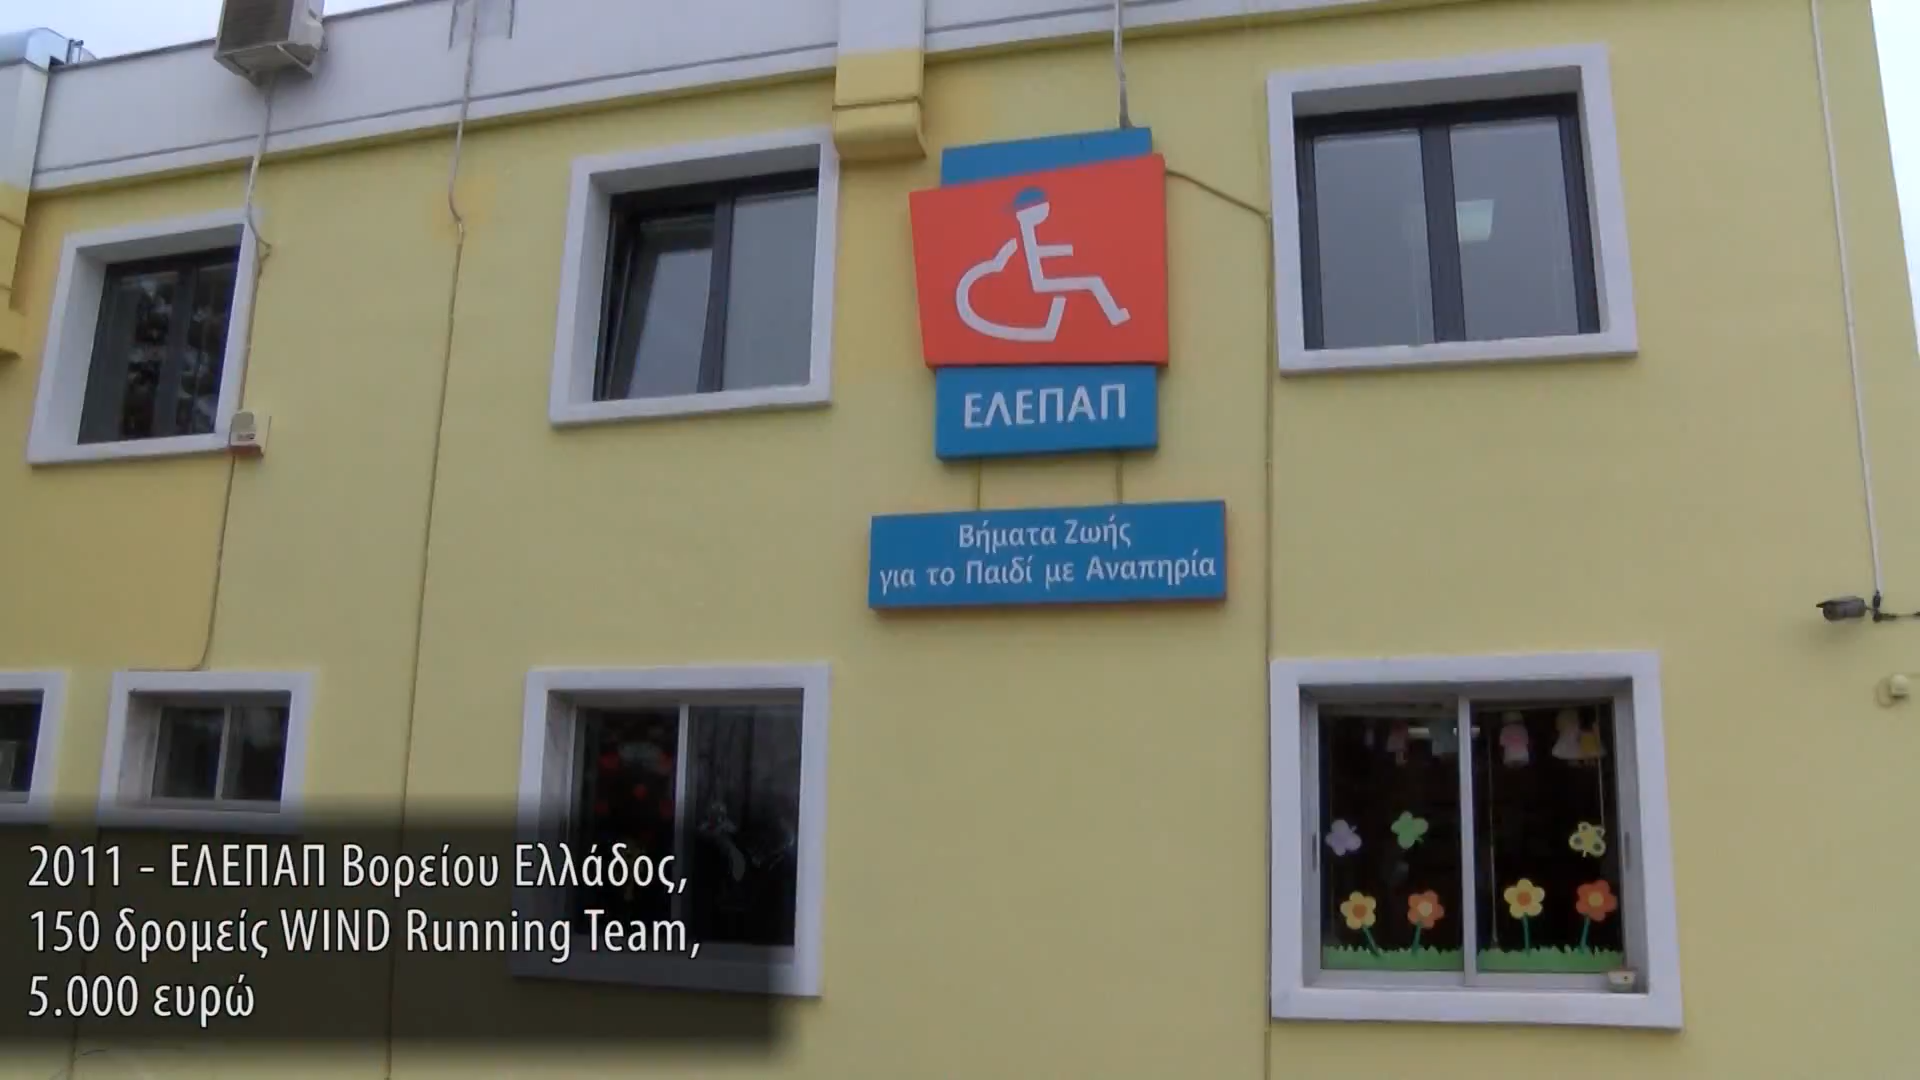 ΕΛΕΠΑΠ
Βήματα Ζωής
για το Παιδί με Αναπηρία
2011 - ΕΛΕΠΑΠ Βορείου Ελλάδος,
150 δρομείς WIND Running Team,
5.000 ευρώ